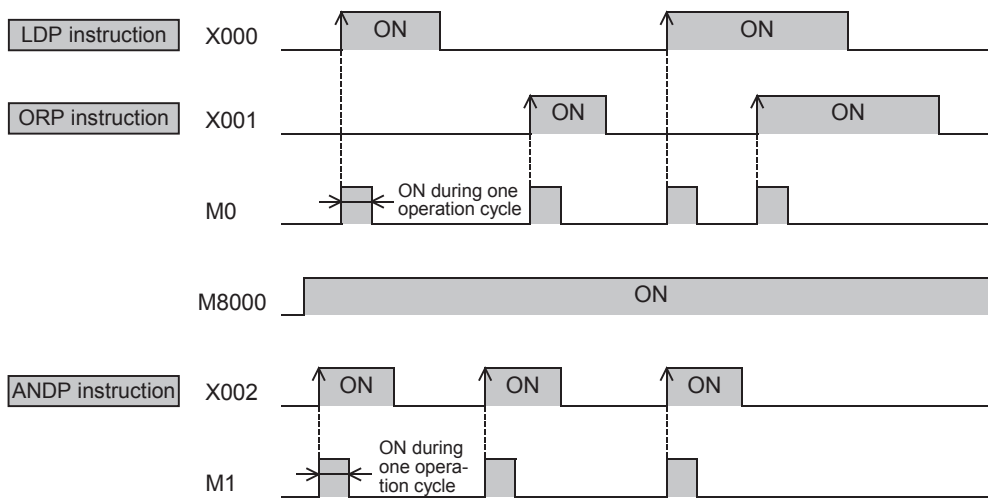 LDP instruction X000 ON ON
ORP instruction X001 ON ON
M0 ON during one
operation cycle
M8000 ON
ANDP instruction X002 ON ON ON
M1 ON during
one opera-
tion cycle